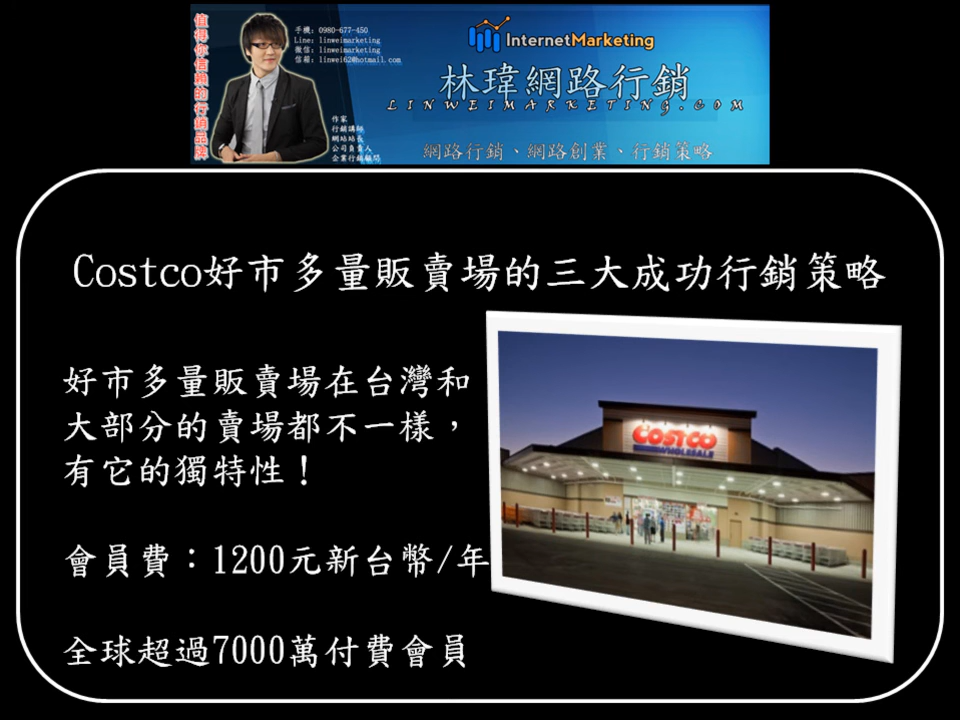 值得你信賴的行銷品牌
手機：0980-677-450
Line：linweimarketing
微信：linweimarketing
信箱：linwei62@hotmail.com
作家
行銷講師
網站站長
公司負責人
企業行銷顧問
InternetMarketing
林瑋網路行銷
LINWEIMARKETING.COM
網路行銷、網路創業、行銷策略
Costco好市多量販賣場的三大成功行銷策略
好市多量販賣場在台灣和
大部分的賣場都不一樣，
有它的獨特性！
會員費：1200元新台幣/年
全球超過7000萬付費會員
COSTCO
WHOLESALE